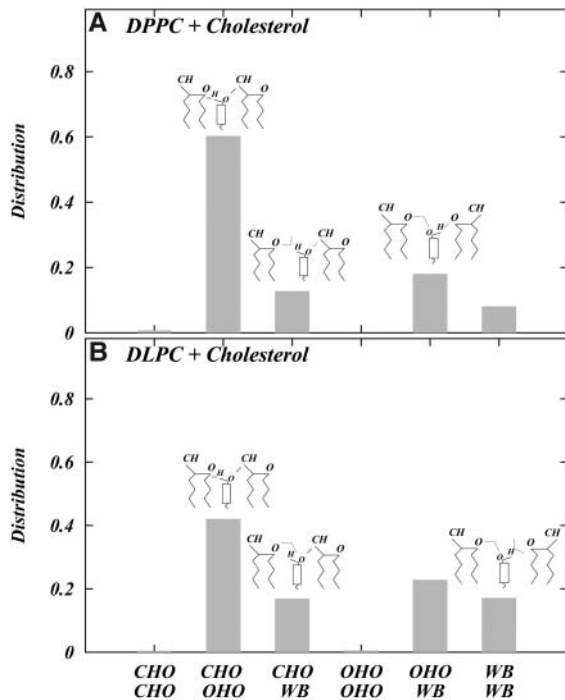 A DPPC + Cholesterol
Distribution
0.8
0.6
0.4
0.2
0
CH O H O CH O
CH O H O CH O
CH O O H O CH
B DLPC + Cholesterol
Distribution
0.8
0.6
0.4
0.2
0
CH O H O CH O
CH O H O CH O
CH O O H O CH
CHO CHO CHO OHO OHO WB
CHO OHO WB OHO WB WB